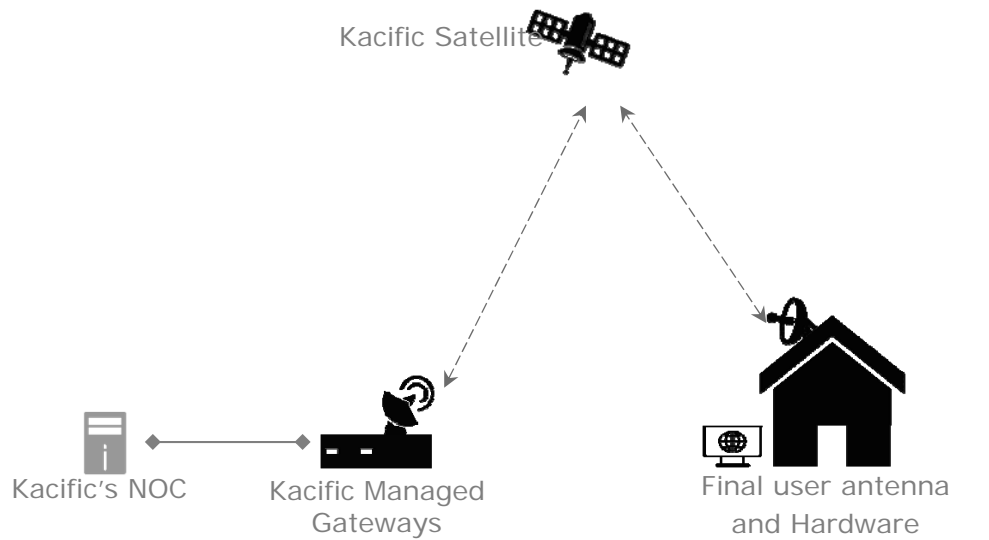 Kacific Satellite
Kacific's NOC
Kacific Managed
Gateways
Final user antenna
and Hardware